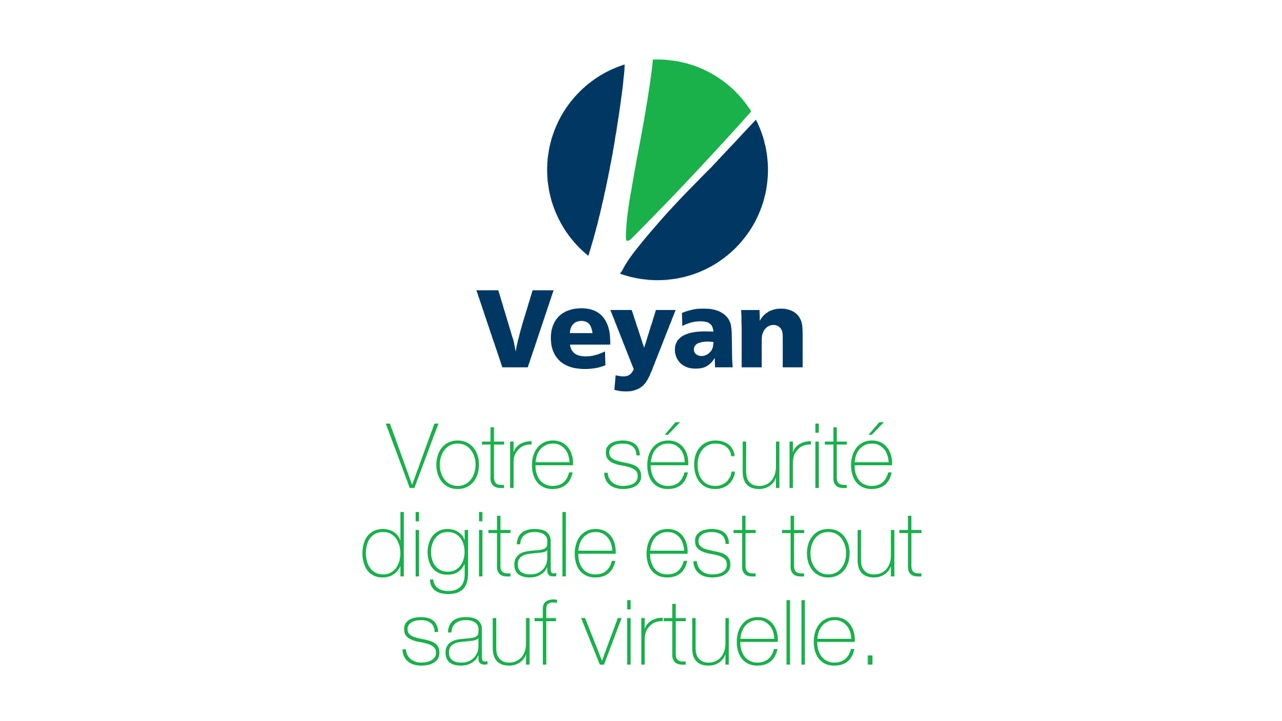 Veyan
Votre sécurité
digitale est tout
sauf virtuelle.